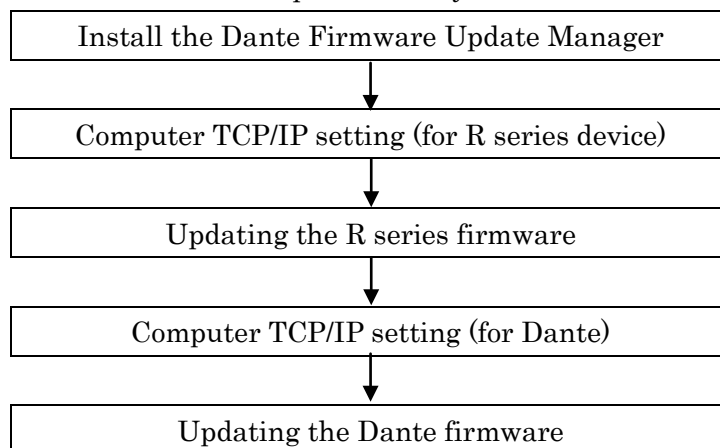 Install the Dante Firmware Update Manager
Computer TCP/IP setting (for R series device)
Updating the R series firmware
Computer TCP/IP setting (for Dante)
Updating the Dante firmware